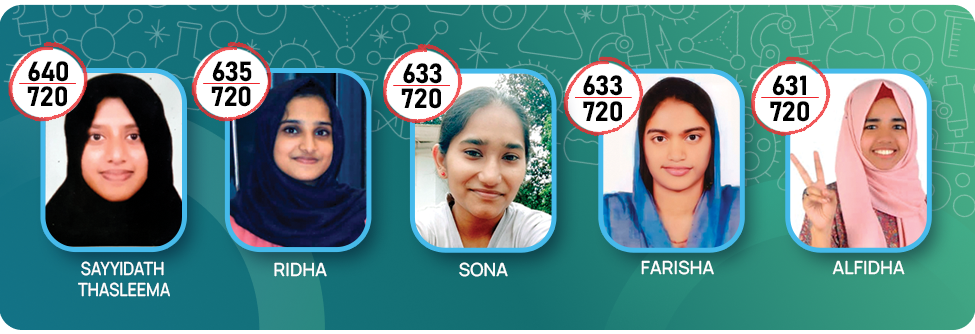 640
720
635
720
633
720
633
720
631
720
SAYYIDATH
THASLEEMA
RIDHA
SONA
FARISHA
ALFIDHA